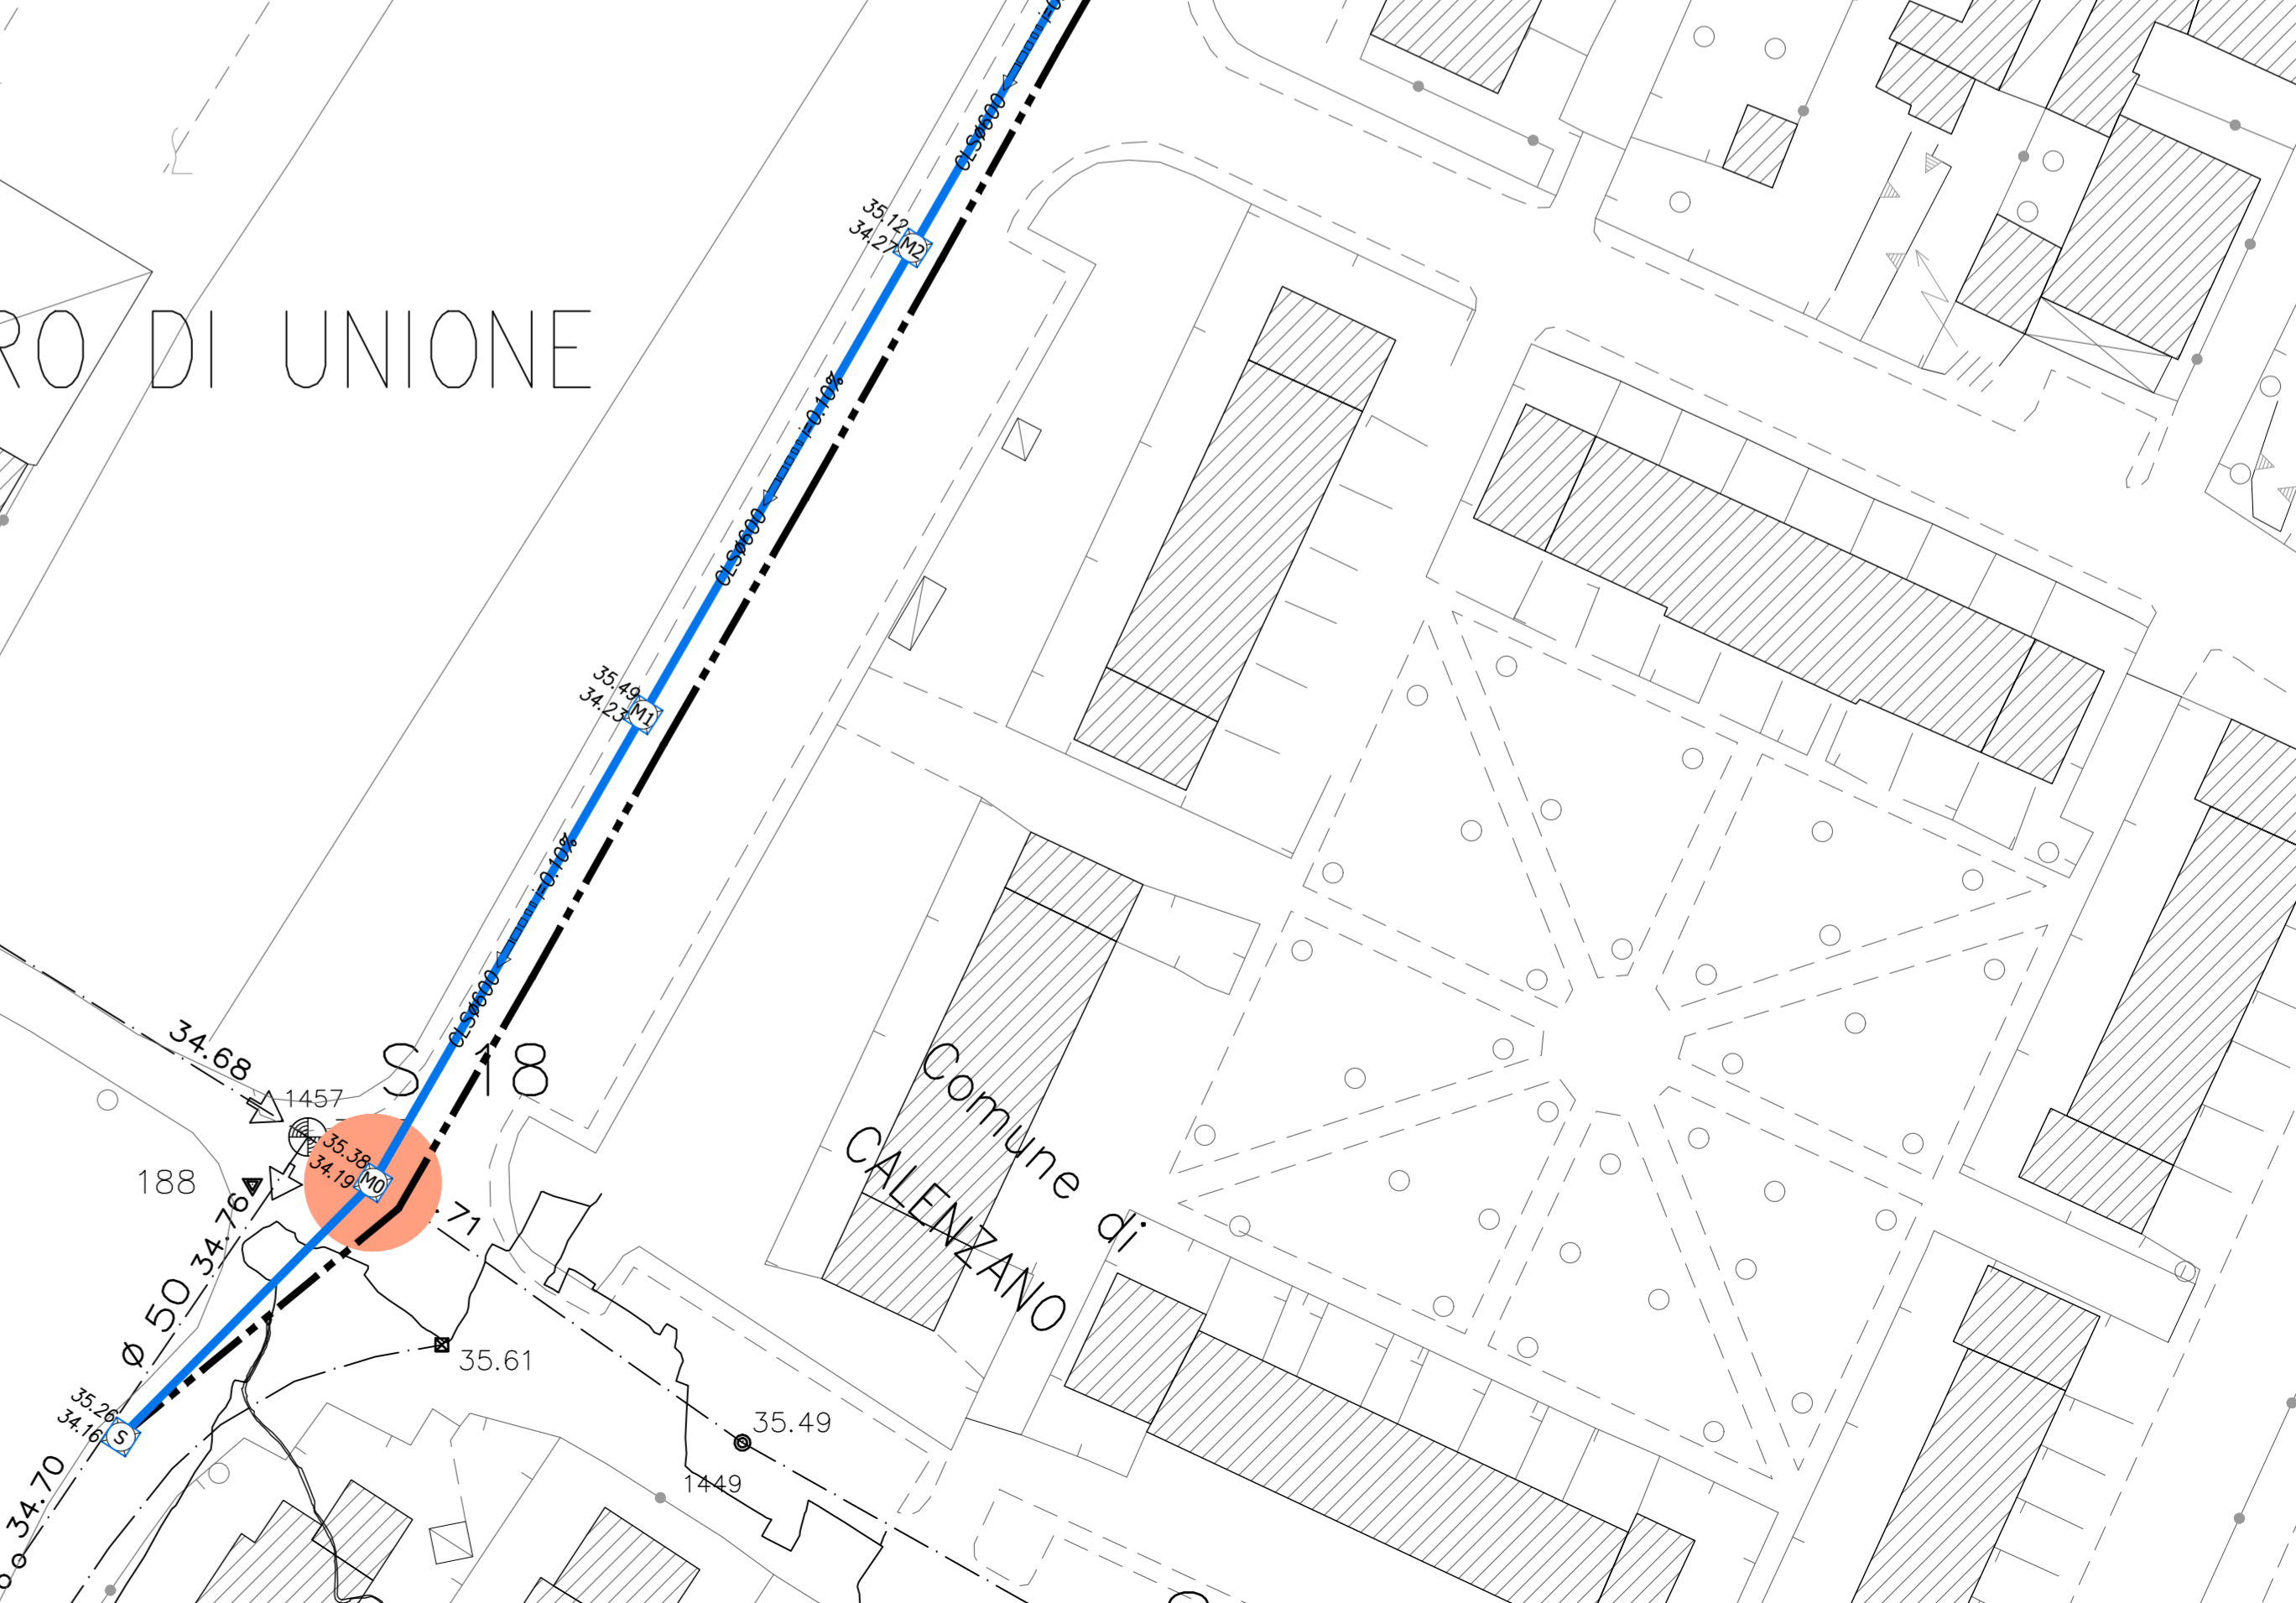 RO DI UNIONE
CLSø600
35.12
34.27
M2
i=0.10%
CLSø600
35.49
34.23
M1
i=0.10%
CLSø600
34.68
S 18
1457
35.38
34.19
M0
188
.71
34.76
ø 50
35.61
35.26
34.16
S
34.70
35.49
1449
Comune di
CALENZANO